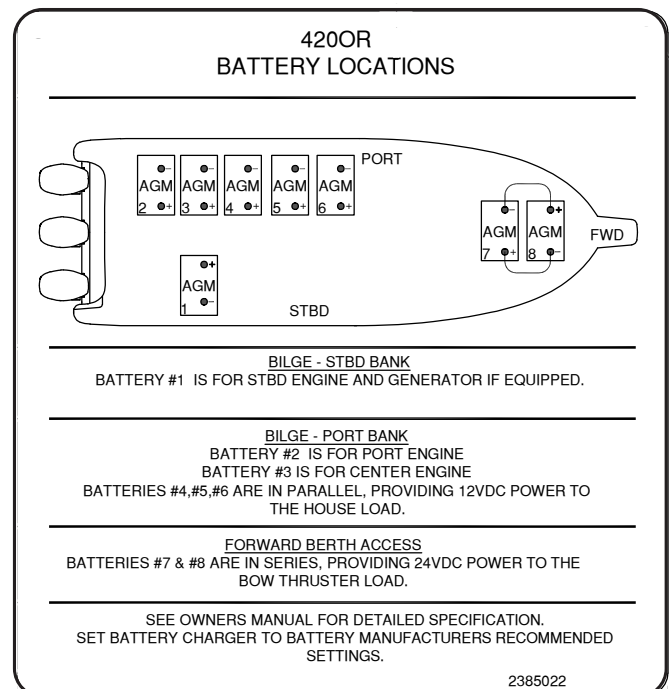 420OR
BATTERY LOCATIONS
PORT
- - - - -
AGM AGM AGM AGM AGM
2 + 3 + 4 + 5 + 6 +
- +
AGM AGM
7 + 8 -
FWD
+
AGM
1 -
STBD
BILGE - STBD BANK
BATTERY #1 IS FOR STBD ENGINE AND GENERATOR IF EQUIPPED.
BILGE - PORT BANK
BATTERY #2 IS FOR PORT ENGINE
BATTERY #3 IS FOR CENTER ENGINE
BATTERIES #4,#5,#6 ARE IN PARALLEL, PROVIDING 12VDC POWER TO
THE HOUSE LOAD.
FORWARD BERTH ACCESS
BATTERIES #7 & #8 ARE IN SERIES, PROVIDING 24VDC POWER TO THE
BOW THRUSTER LOAD.
SEE OWNERS MANUAL FOR DETAILED SPECIFICATION.
SET BATTERY CHARGER TO BATTERY MANUFACTURERS RECOMMENDED
SETTINGS.
2385022